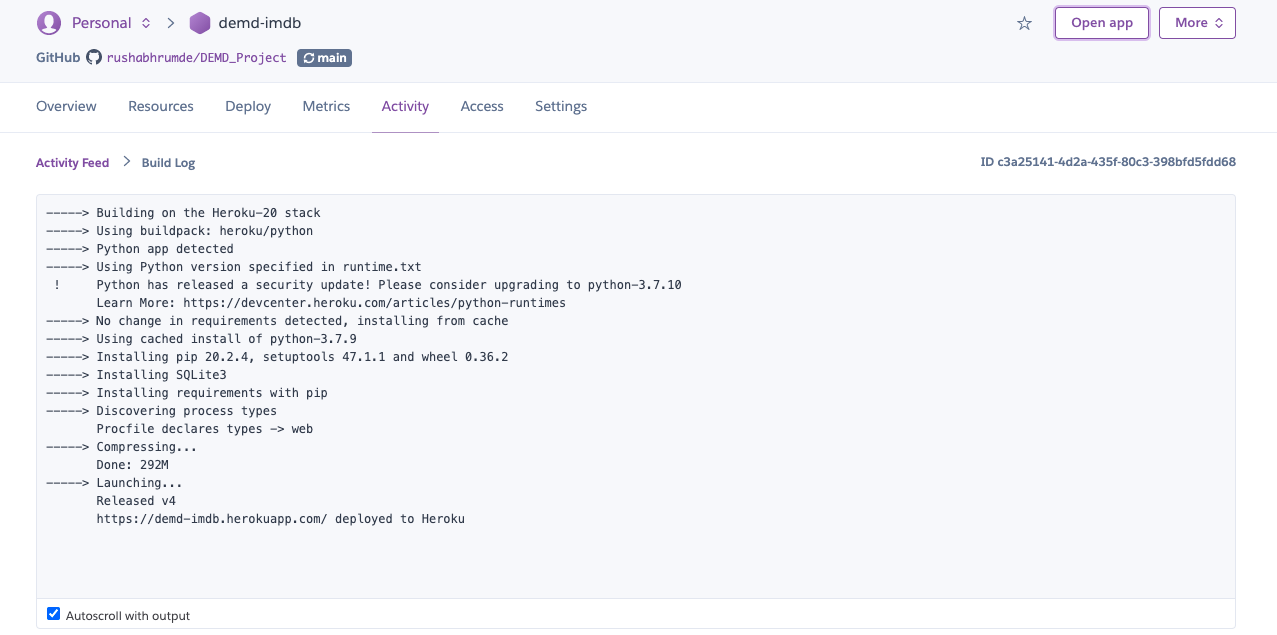 Personal demd-imdb Open app More
GitHub rushabhrumde/DEMD_Project main
Overview Resources Deploy Metrics Activity Access Settings
Activity Feed Build Log ID c3a25141-4d2a-435f-80c3-398bfd5fdd68
-----> Building on the Heroku-20 stack
-----> Using buildpack: heroku/python
-----> Python app detected
-----> Using Python version specified in runtime.txt
 !     Python has released a security update! Please consider upgrading to python-3.7.10
       Learn More: https://devcenter.heroku.com/articles/python-runtimes
-----> No change in requirements detected, installing from cache
-----> Using cached install of python-3.7.9
-----> Installing pip 20.2.4, setuptools 47.1.1 and wheel 0.36.2
-----> Installing SQLite3
-----> Installing requirements with pip
-----> Discovering process types
       Procfile declares types -> web
-----> Compressing...
       Done: 292M
-----> Launching...
       Released v4
       https://demd-imdb.herokuapp.com/ deployed to Heroku
Autoscroll with output